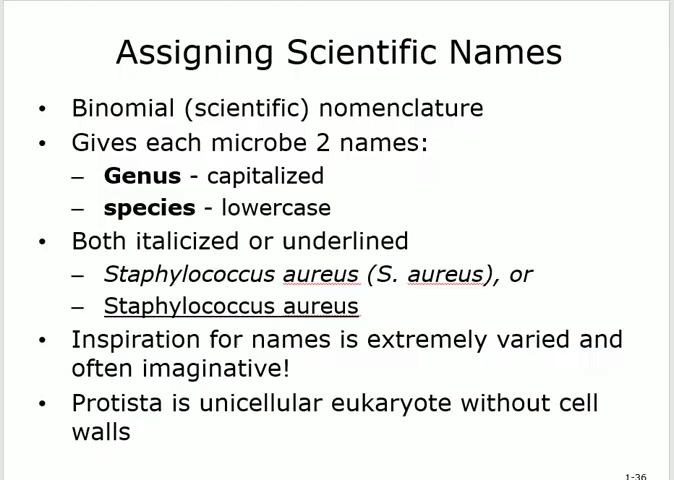 Assigning Scientific Names
• Binomial (scientific) nomenclature
• Gives each microbe 2 names:
– Genus - capitalized
– species - lowercase
• Both italicized or underlined
– Staphylococcus aureus (S. aureus), or
– Staphylococcus aureus
• Inspiration for names is extremely varied and
often imaginative!
• Protista is unicellular eukaryote without cell
walls
1-36